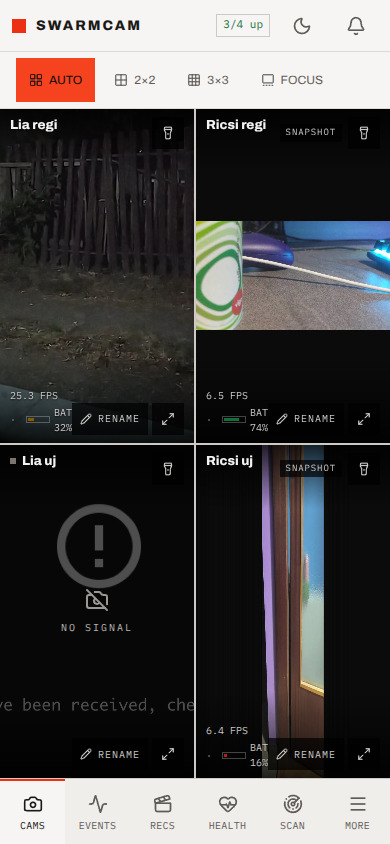 SWARMCAM
3/4 up
AUTO
2×2
3×3
FOCUS
Lia regi
25.3 FPS
· BAT 32%
RENAME
Ricsi regi
SNAPSHOT
6.5 FPS
· BAT 74%
RENAME
Lia uj
NO SIGNAL
have been received, che
RENAME
Ricsi uj
SNAPSHOT
6.4 FPS
· BAT 16%
RENAME
CAMS
EVENTS
RECS
HEALTH
SCAN
MORE